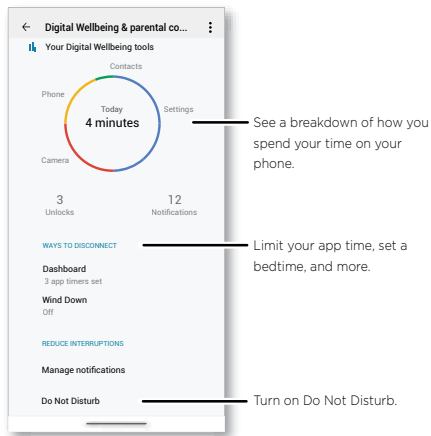 Digital Wellbeing & parental co...
Your Digital Wellbeing tools
Contacts
Phone
Today
4 minutes
Settings
Camera
See a breakdown of how you
spend your time on your
phone.
3
Unlocks
12
Notifications
WAYS TO DISCONNECT
Limit your app time, set a
bedtime, and more.
Dashboard
3 app timers set
Wind Down
Off
REDUCE INTERRUPTIONS
Manage notifications
Do Not Disturb
Turn on Do Not Disturb.